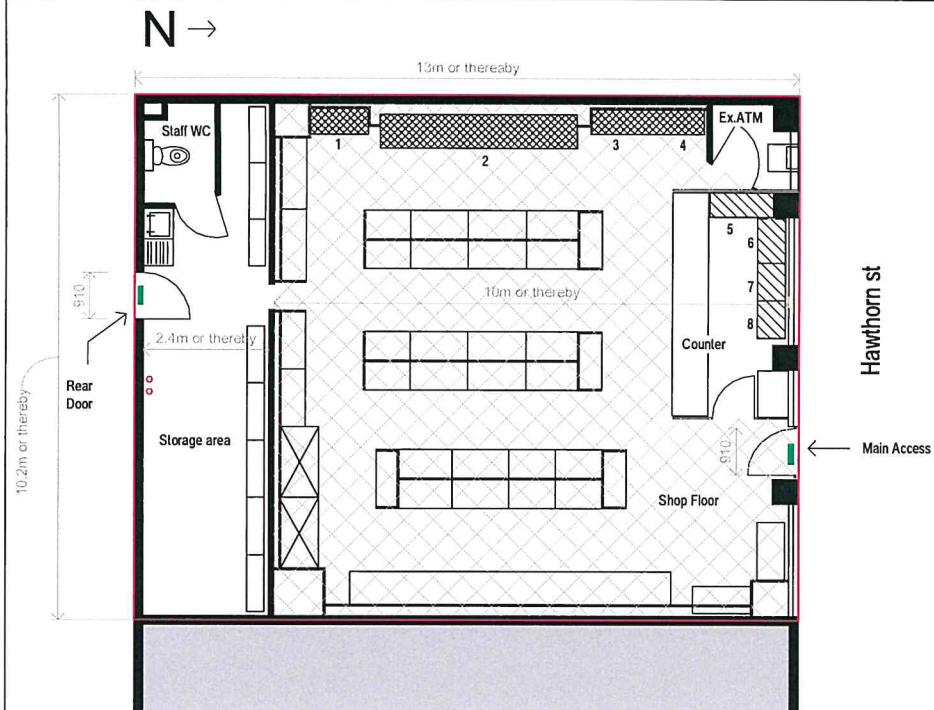 N →
13m or thereaby
Staff WC
Ex.ATM
1
2
3
4
5
6
7
8
910
10m or thereby
2.4m or thereby
Counter
Hawthorn st
Rear
Door
10.2m or thereby
Storage area
910
Main Access
Shop Floor